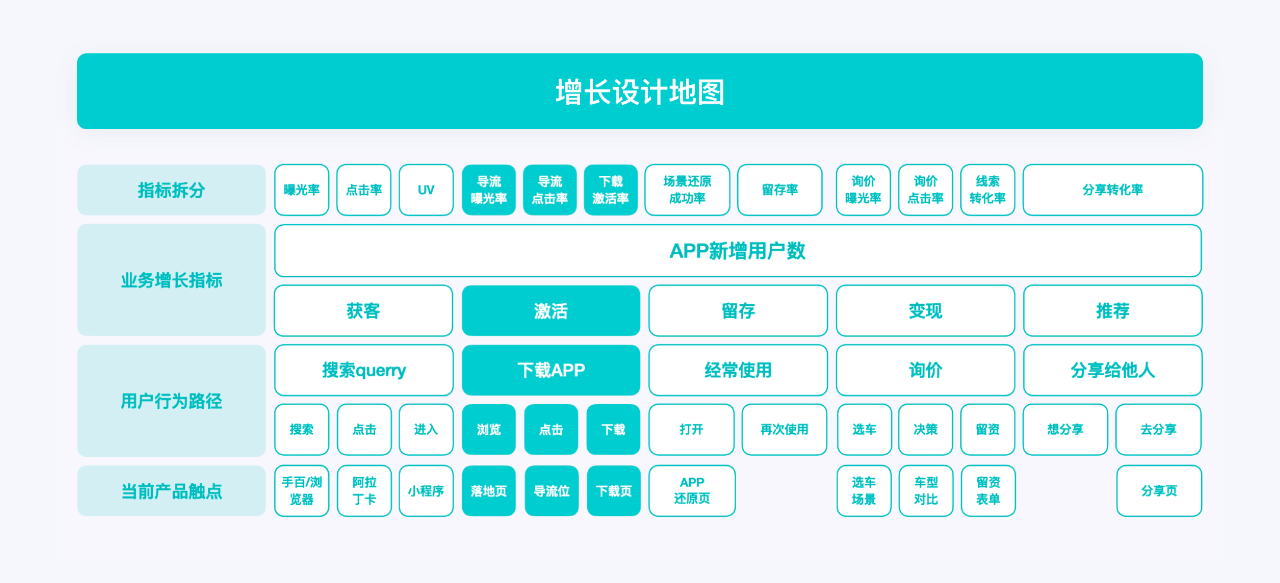 增长设计地图
指标拆分
曝光率
点击率
UV
导流
曝光率
导流
点击率
下载
激活率
场景还原
成功率
留存率
询价
曝光率
询价
点击率
线索
转化率
分享转化率
业务增长指标
APP新增用户数
获客
激活
留存
变现
推荐
用户行为路径
搜索querry
下载APP
经常使用
询价
分享给他人
搜索
点击
进入
浏览
点击
下载
打开
再次使用
选车
决策
留资
想分享
去分享
当前产品触点
手百/浏
览器
阿拉
丁卡
小程序
落地页
导流位
下载页
APP
还原页
选车
场景
车型
对比
留资
表单
分享页